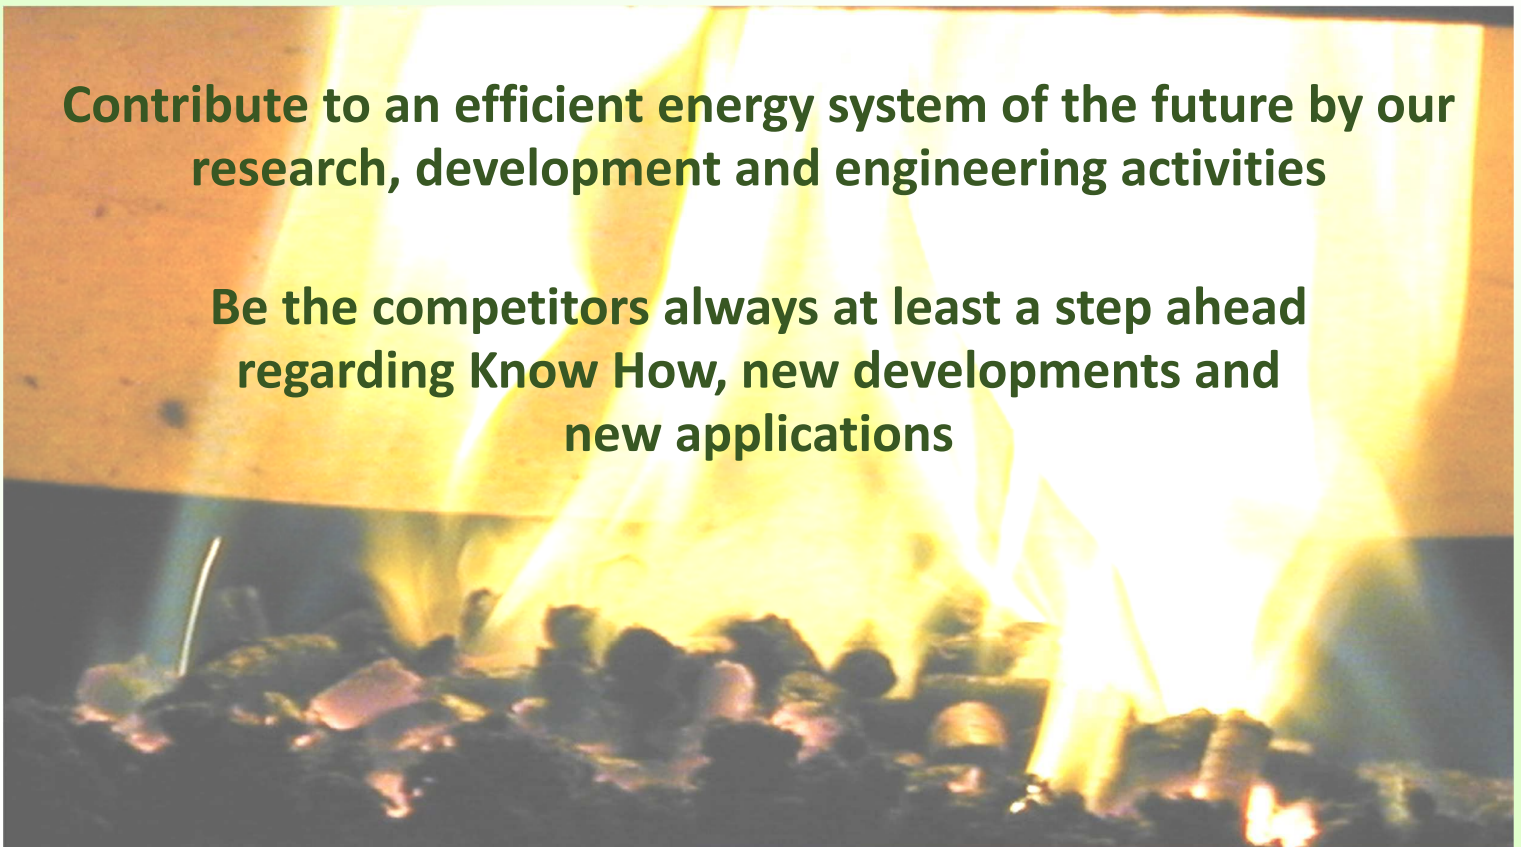 Contribute to an efficient energy system of the future by our
research, development and engineering activities
Be the competitors always at least a step ahead
regarding Know How, new developments and
new applications